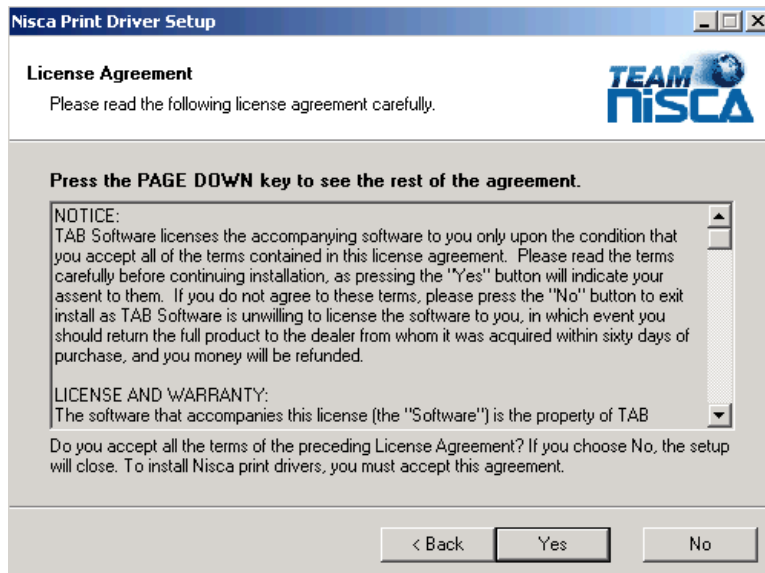 Nisca Print Driver Setup
License Agreement
Please read the following license agreement carefully.
TEAM
NiSCA
Press the PAGE DOWN key to see the rest of the agreement.
NOTICE:
TAB Software licenses the accompanying software to you only upon the condition that
you accept all of the terms contained in this license agreement.  Please read the terms
carefully before continuing installation, as pressing the "Yes" button will indicate your
assent to them.  If you do not agree to these terms, please press the "No" button to exit
install as TAB Software is unwilling to license the software to you, in which event you
should return the full product to the dealer from whom it was acquired within sixty days of
purchase, and you money will be refunded.
LICENSE AND WARRANTY:
The software that accompanies this license (the "Software") is the property of TAB
Do you accept all the terms of the preceding License Agreement? If you choose No, the setup
will close. To install Nisca print drivers, you must accept this agreement.
< Back
Yes
No